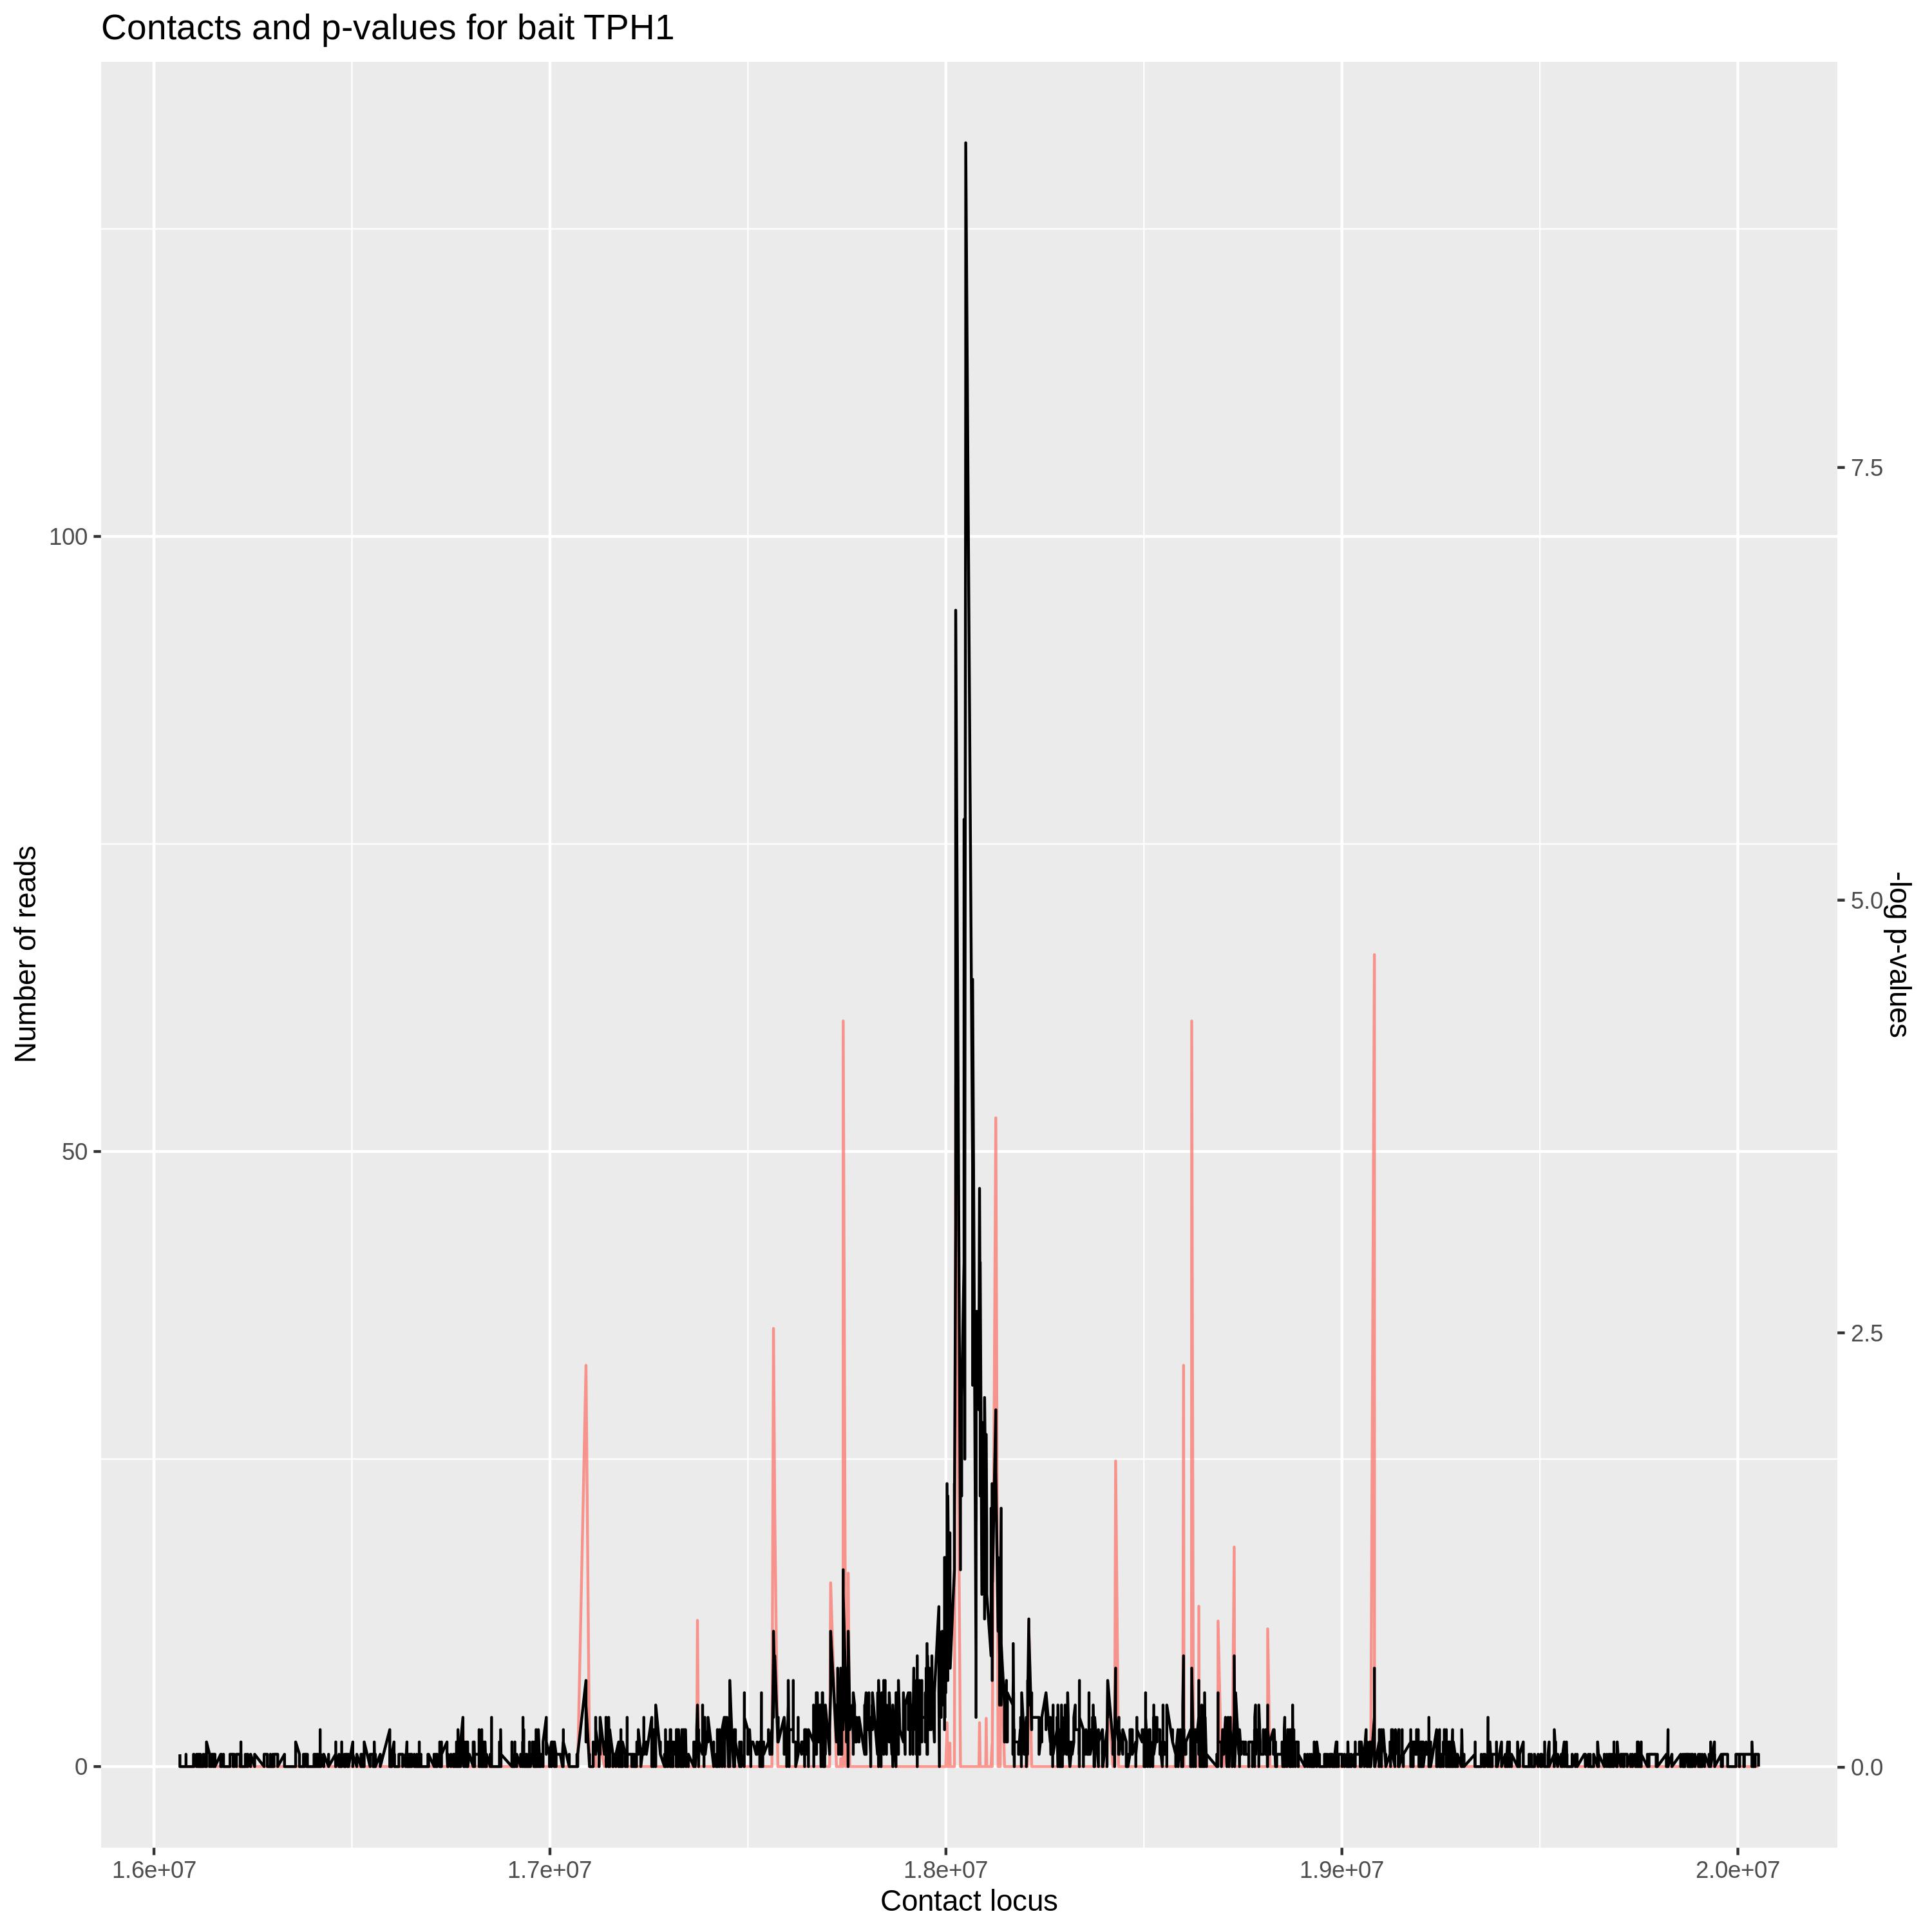 Contacts and p-values for bait TPH1
Number of reads
100
50
0
7.5
5.0
2.5
0.0
-log p-values
1.6e+07
1.7e+07
1.8e+07
1.9e+07
2.0e+07
Contact locus